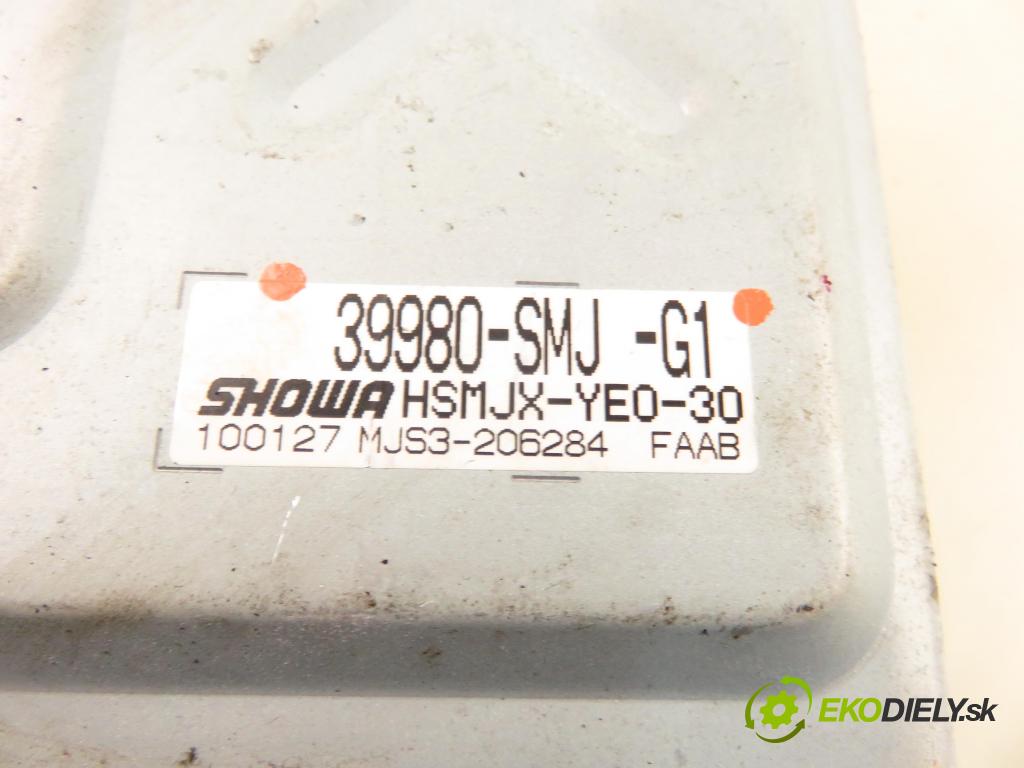 39980-SMJ -G1
SHOWA HSMJX-YE0-30
100127 MJS3-206284 FAAB
EKODIELY.sk